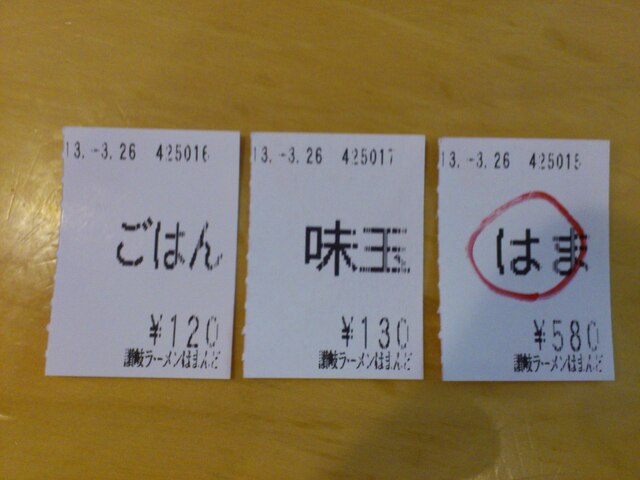 13.-3.26 425016
ごはん
¥120
讃岐ラーメンはまんど
13.-3.26 425017
味玉
¥130
讃岐ラーメンはまんど
13.-3.26 425015
はま
¥580
讃岐ラーメンはまんど